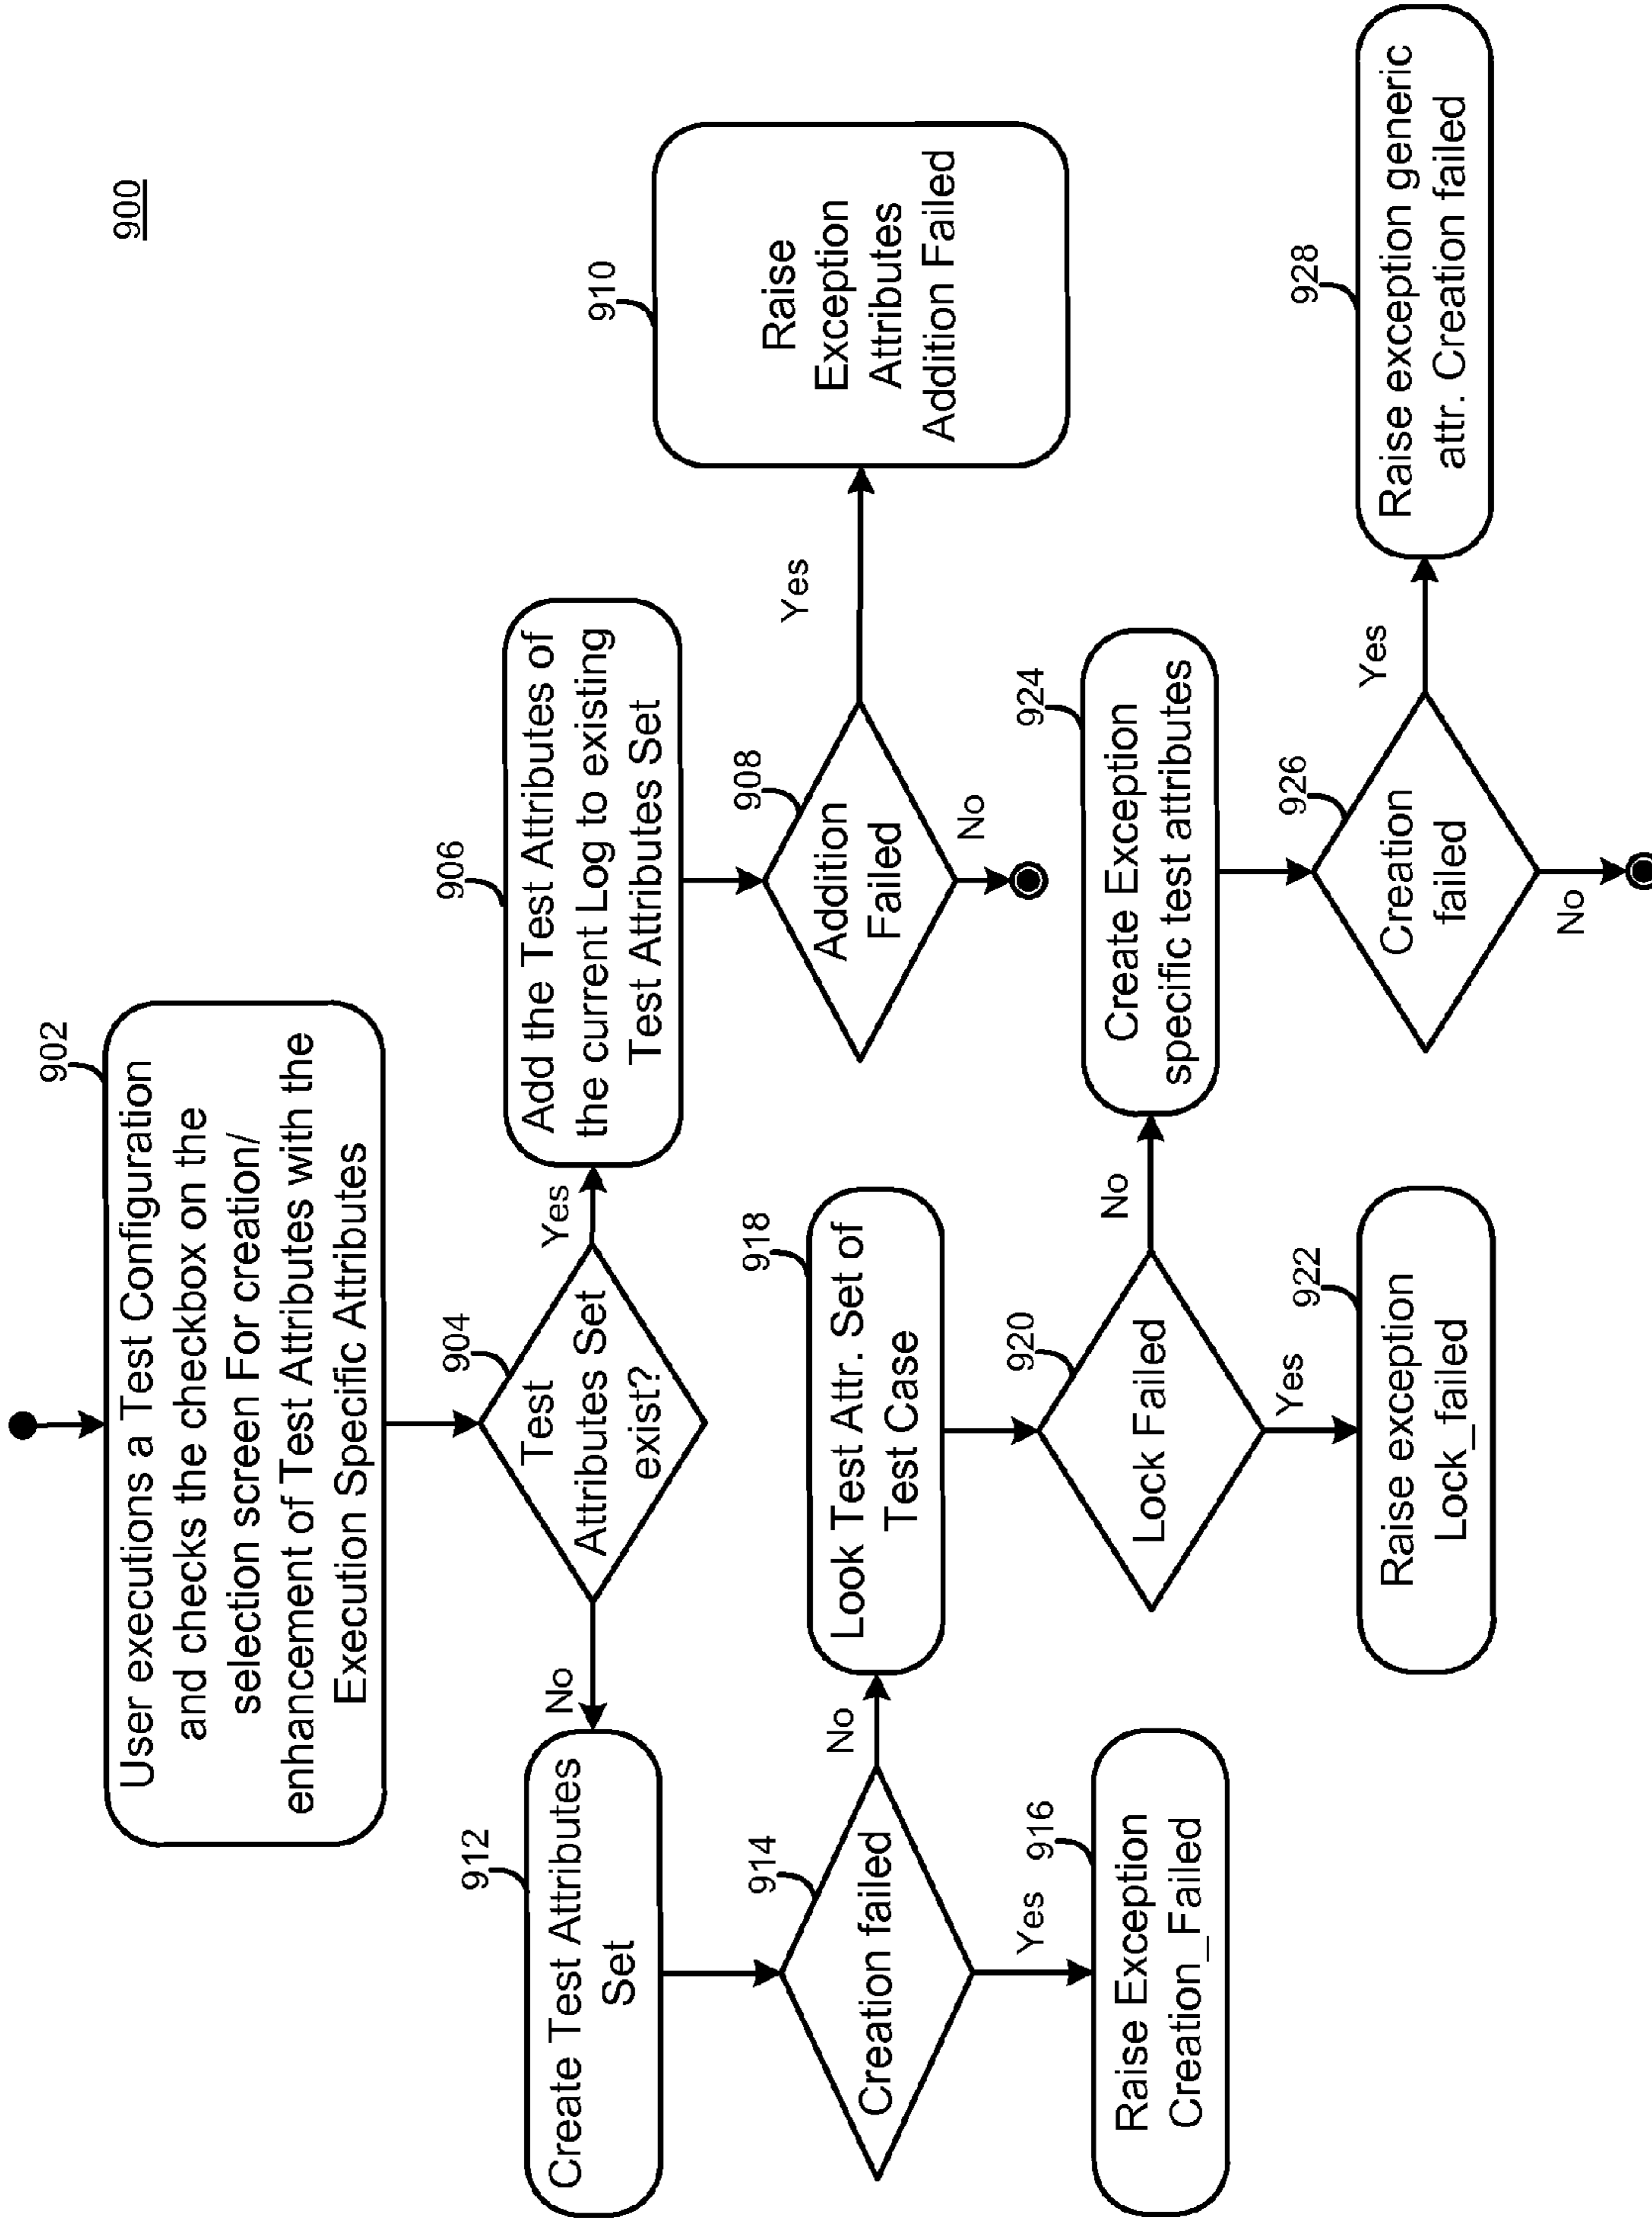 900
902
User executions a Test Configuration
and checks the checkbox on the
selection screen For creation/
enhancement of Test Attributes with the
Execution Specific Attributes
904
Test
Attributes Set
exist?
Yes
No
906
Add the Test Attributes of
the current Log to existing
Test Attributes Set
908
Addition
Failed
Yes
No
910
Raise
Exception
Attributes
Addition Failed
912
Create Test Attributes
Set
914
Creation failed
No
Yes
916
Raise Exception
Creation_Failed
918
Look Test Attr. Set of
Test Case
920
Lock Failed
No
Yes
922
Raise exception
Lock_failed
924
Create Exception
specific test attributes
926
Creation
failed
Yes
No
928
Raise exception generic
attr. Creation failed